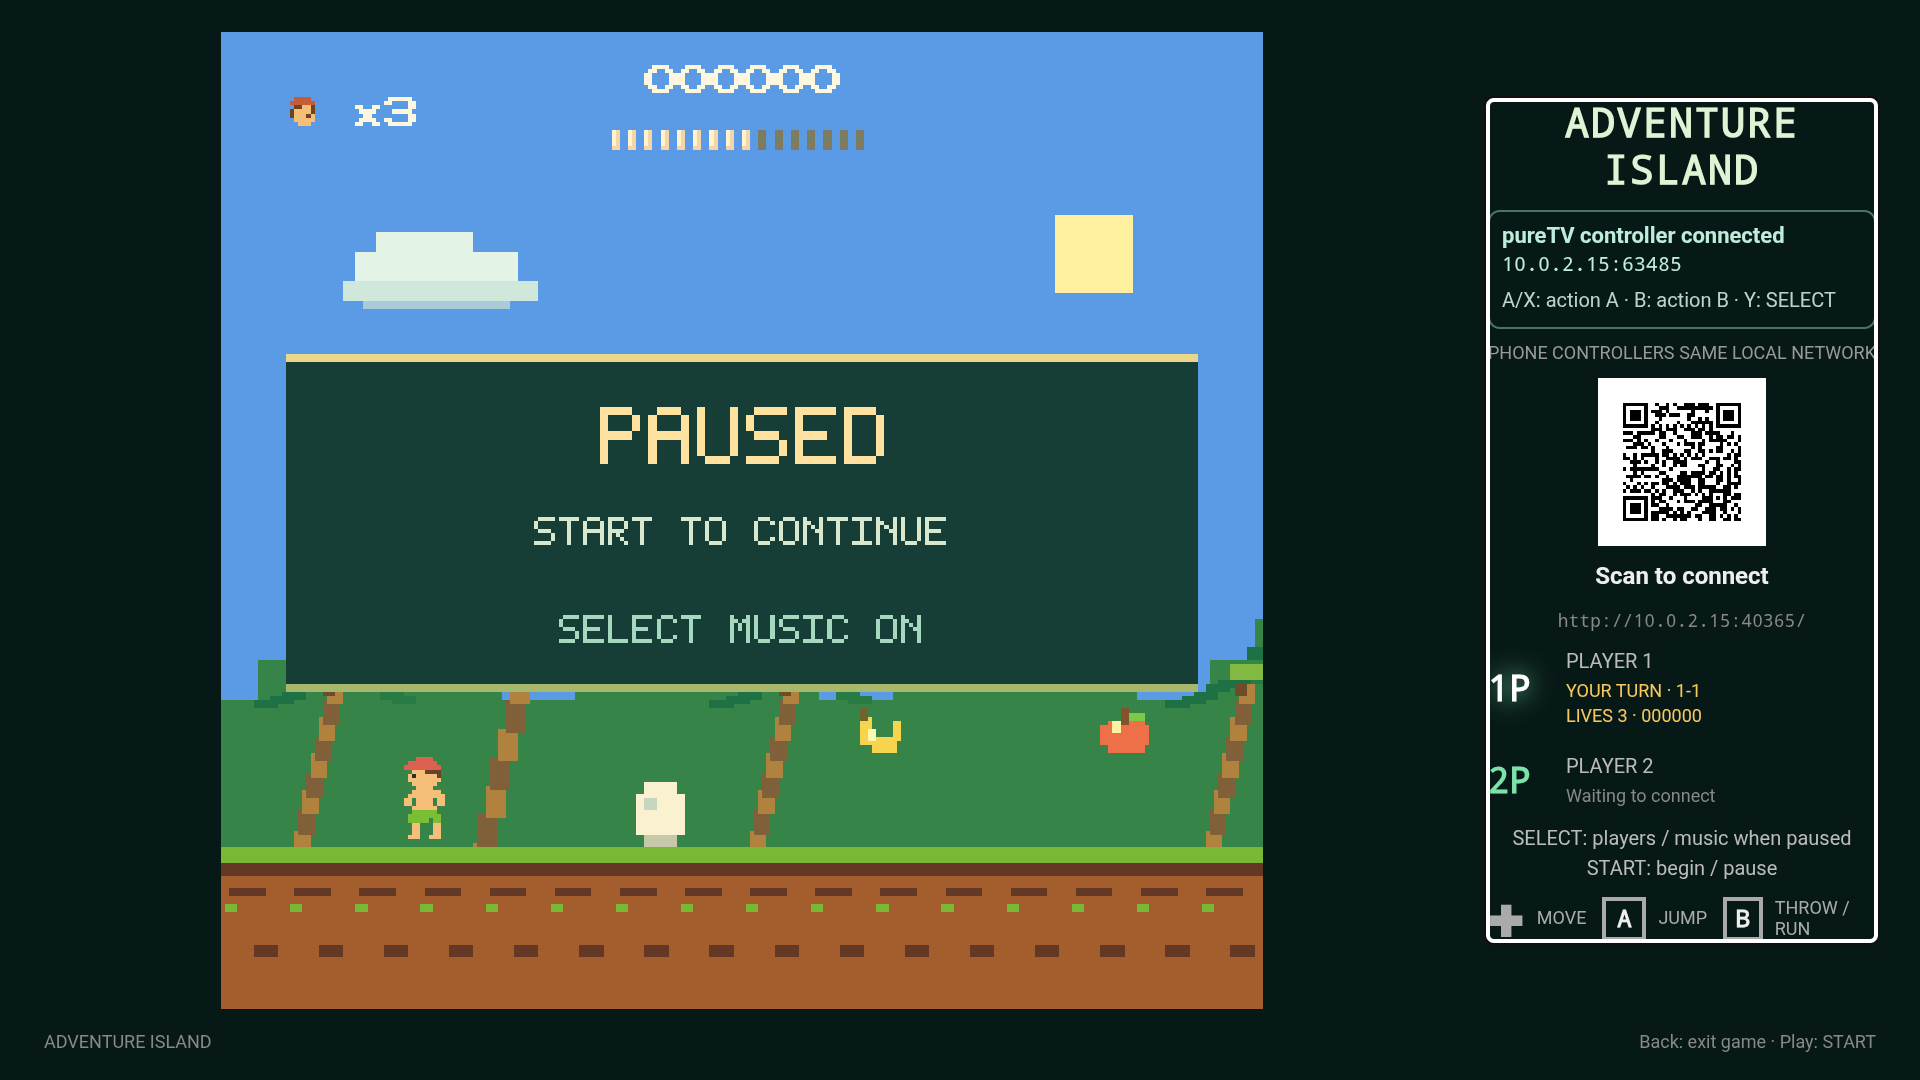 000000
x3
PAUSED
START TO CONTINUE
SELECT MUSIC ON
ADVENTURE
ISLAND
pureTV controller connected
10.0.2.15:63485
A/X: action A · B: action B · Y: SELECT
PHONE CONTROLLERS SAME LOCAL NETWORK
Scan to connect
http://10.0.2.15:40365/
1P
PLAYER 1
YOUR TURN · 1-1
LIVES 3 · 000000
2P
PLAYER 2
Waiting to connect
SELECT: players / music when paused
START: begin / pause
MOVE A JUMP B THROW /
RUN
ADVENTURE ISLAND
Back: exit game · Play: START